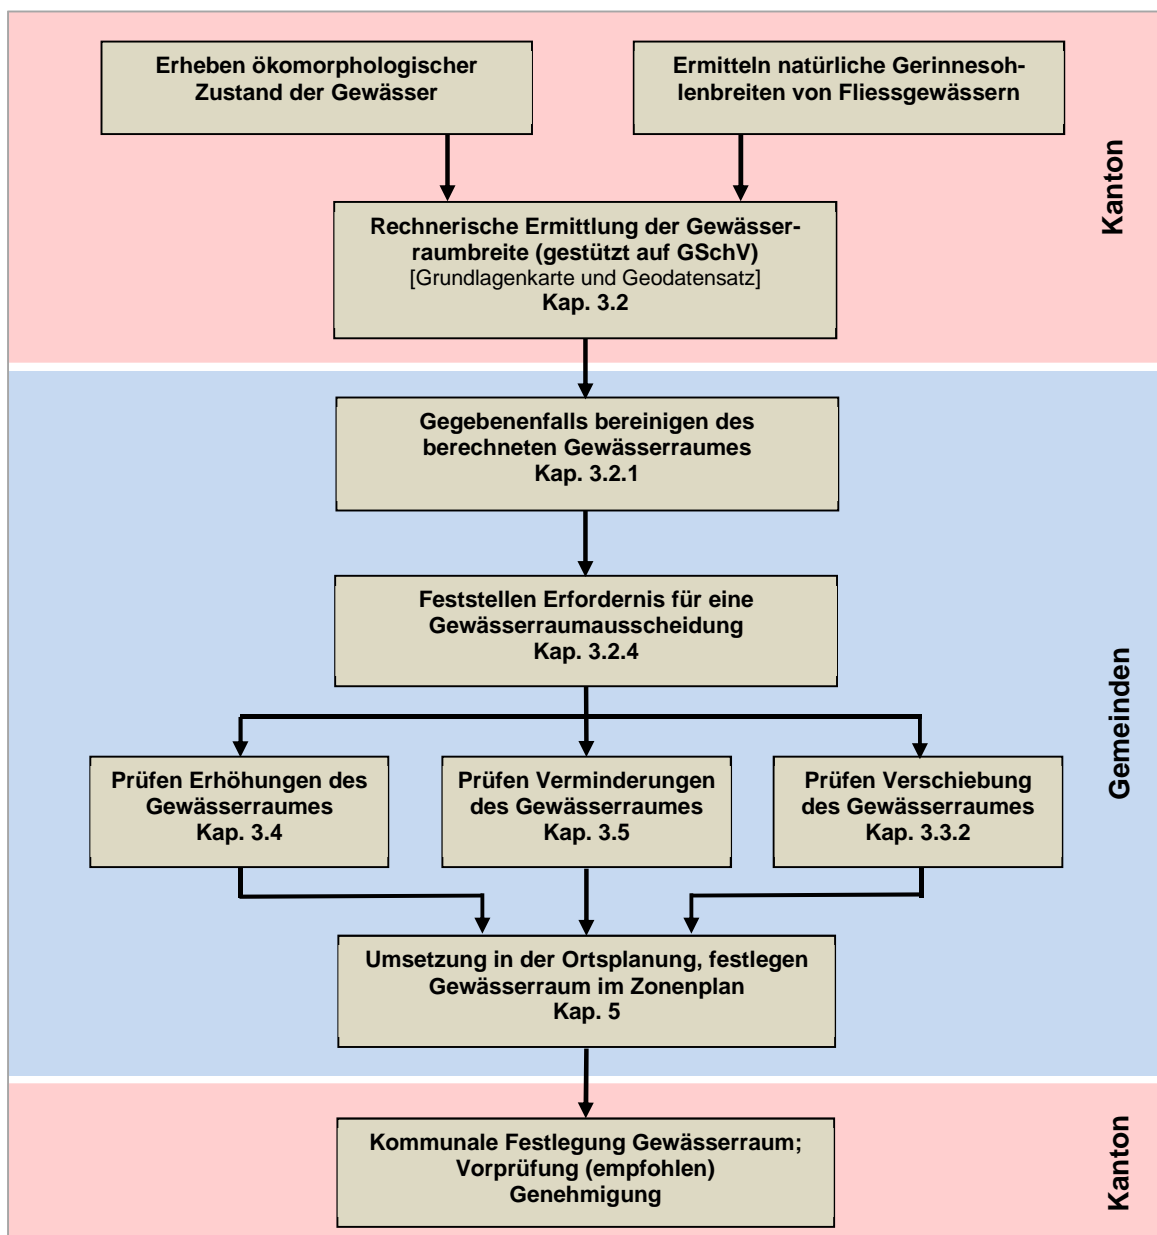 Erheben ökomorphologischer
Zustand der Gewässer
Ermitteln natürliche Gerinnesoh-
lenbreiten von Fliessgewässern
Rechnerische Ermittlung der Gewässer-
raumbreite (gestützt auf GSchV)
[Grundlagenkarte und Geodatensatz]
Kap. 3.2
Kanton
Gegebenenfalls bereinigen des
berechneten Gewässerraumes
Kap. 3.2.1
Feststellen Erfordernis für eine
Gewässerraumausscheidung
Kap. 3.2.4
Prüfen Erhöhungen des
Gewässerraumes
Kap. 3.4
Prüfen Verminderungen
des Gewässerraumes
Kap. 3.5
Prüfen Verschiebung
des Gewässerraumes
Kap. 3.3.2
Umsetzung in der Ortsplanung, festlegen
Gewässerraum im Zonenplan
Kap. 5
Gemeinden
Kommunale Festlegung Gewässerraum;
Vorprüfung (empfohlen)
Genehmigung
Kanton